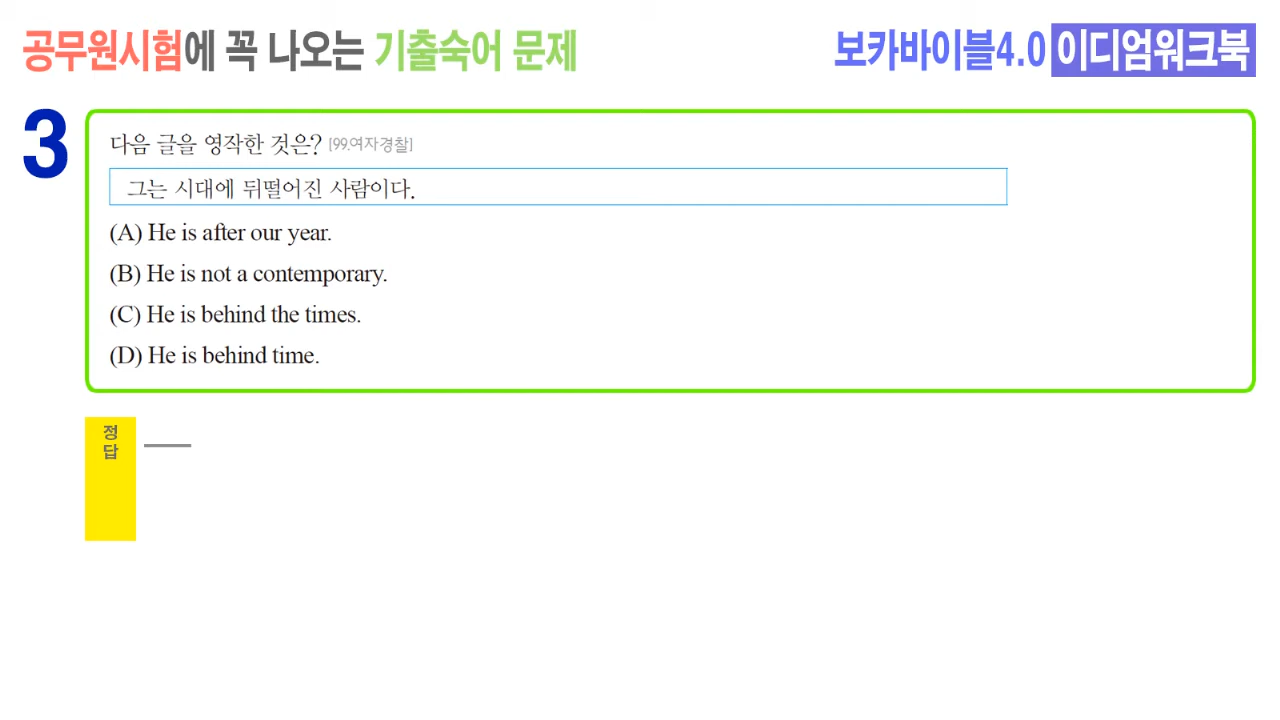 공무원시험에 꼭 나오는 기출숙어 문제
보카바이블4.0 이디엄워크북
3
다음 글을 영작한 것은? [99.여자경찰]
그는 시대에 뒤떨어진 사람이다.
(A) He is after our year.
(B) He is not a contemporary.
(C) He is behind the times.
(D) He is behind time.
정
답